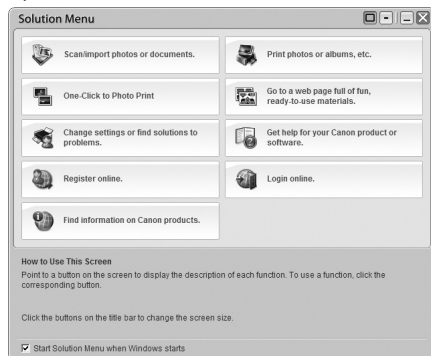 Solution Menu
Scan/import photos or documents.
Print photos or albums, etc.
One-Click to Photo Print
Go to a web page full of fun,
ready-to-use materials.
Change settings or find solutions to
problems.
Get help for your Canon product or
software.
Register online.
Login online.
Find information on Canon products.
How to Use This Screen
Point to a button on the screen to display the description of each function. To use a function, click the
corresponding button.
Click the buttons on the title bar to change the screen size.
Start Solution Menu when Windows starts